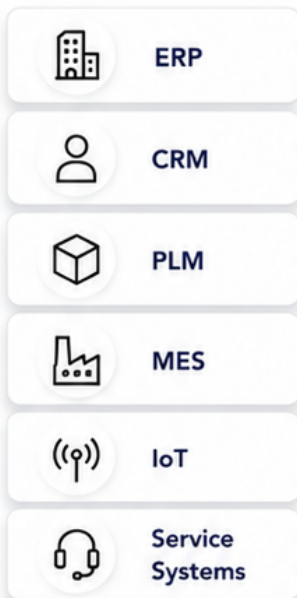 ERP
CRM
PLM
MES
IoT
Service
Systems